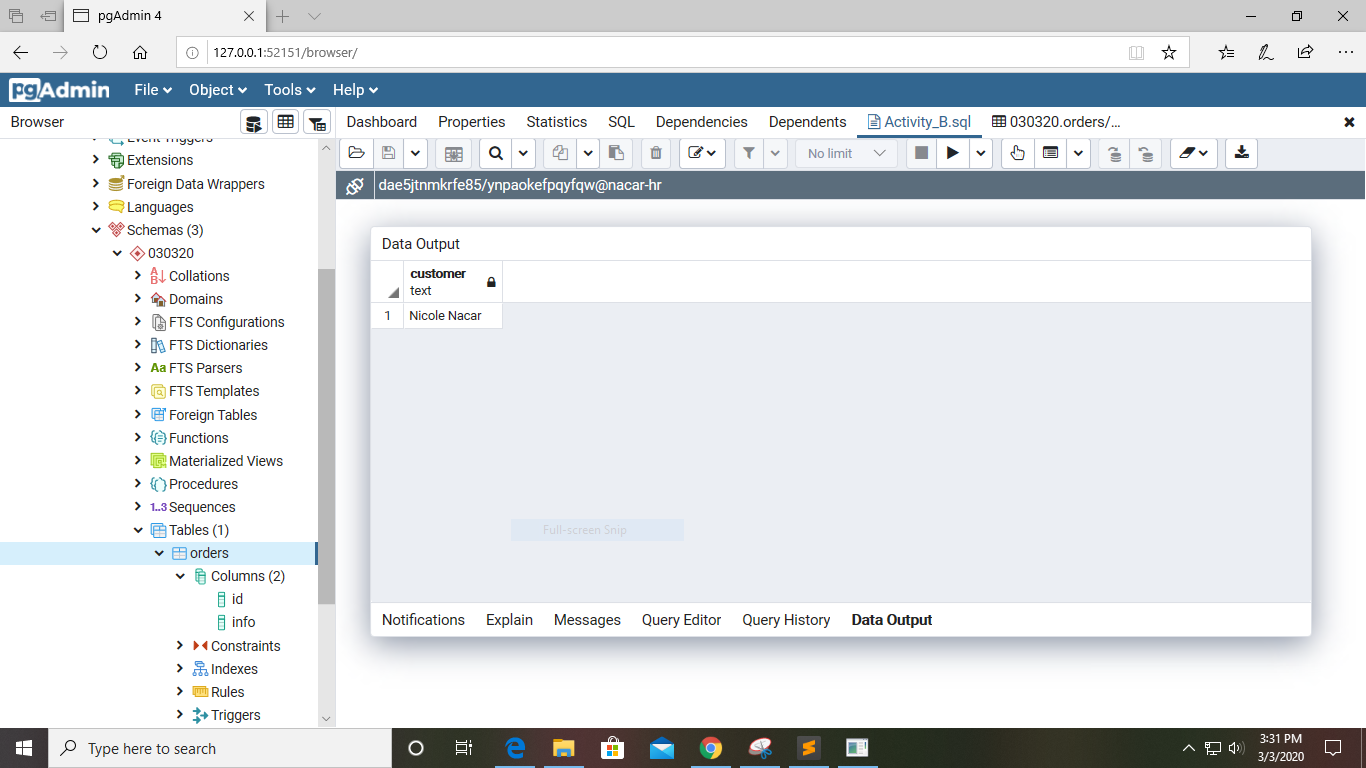 pgAdmin 4
127.0.0.1:52151/browser/
pgAdmin File Object Tools Help
Browser
Dashboard Properties Statistics SQL Dependencies Dependents Activity_B.sql 030320.orders/...
No limit
dae5jtnmkrfe85/ynpaokefpqyfqw@nacar-hr
Event Triggers
Extensions
Foreign Data Wrappers
Languages
Schemas (3)
030320
Collations
Domains
FTS Configurations
FTS Dictionaries
Aa FTS Parsers
FTS Templates
Foreign Tables
Functions
Materialized Views
Procedures
1..3 Sequences
Tables (1)
orders
Columns (2)
id
info
Constraints
Indexes
Rules
Triggers
Data Output
customer
text
1 Nicole Nacar
Full-screen Snip
Notifications Explain Messages Query Editor Query History Data Output
Type here to search
3:31 PM
3/3/2020